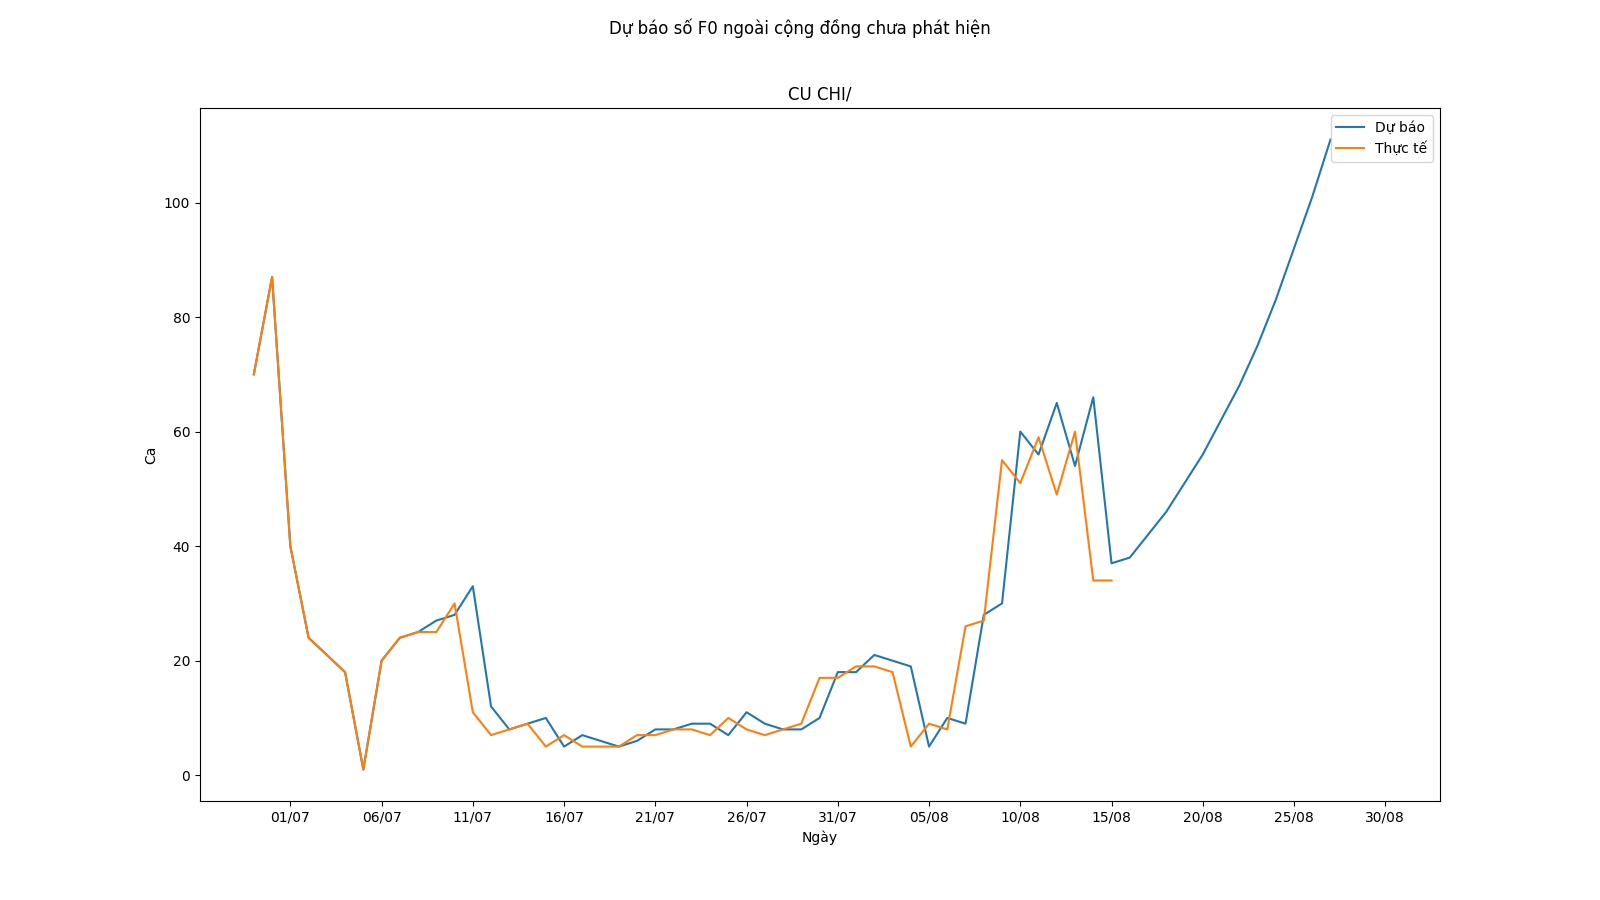 Dự báo số F0 ngoài cộng đồng chưa phát hiện
CU CHI/
Dự báo
Thực tế
Ca
100
80
60
40
20
0
01/07 06/07 11/07 16/07 21/07 26/07 31/07 05/08 10/08 15/08 20/08 25/08 30/08
Ngày